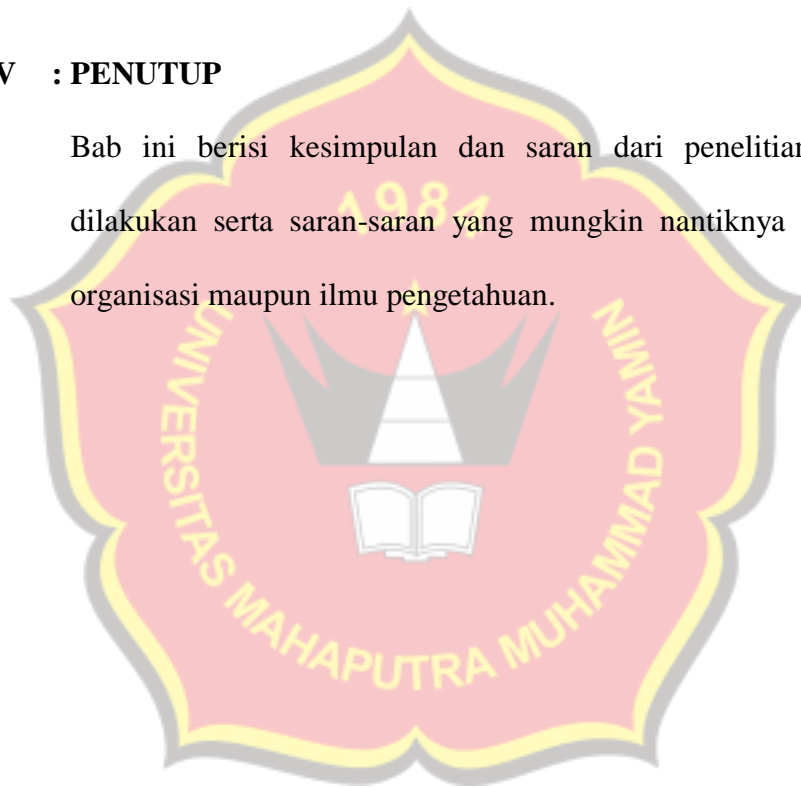 V : PENUTUP
Bab ini berisi kesimpulan dan saran dari penelitian
dilakukan serta saran-saran yang mungkin nantiknya
organisasi maupun ilmu pengetahuan.
1984
UNIVERSITAS MAHAPUTRA MUHAMMAD YAMIN